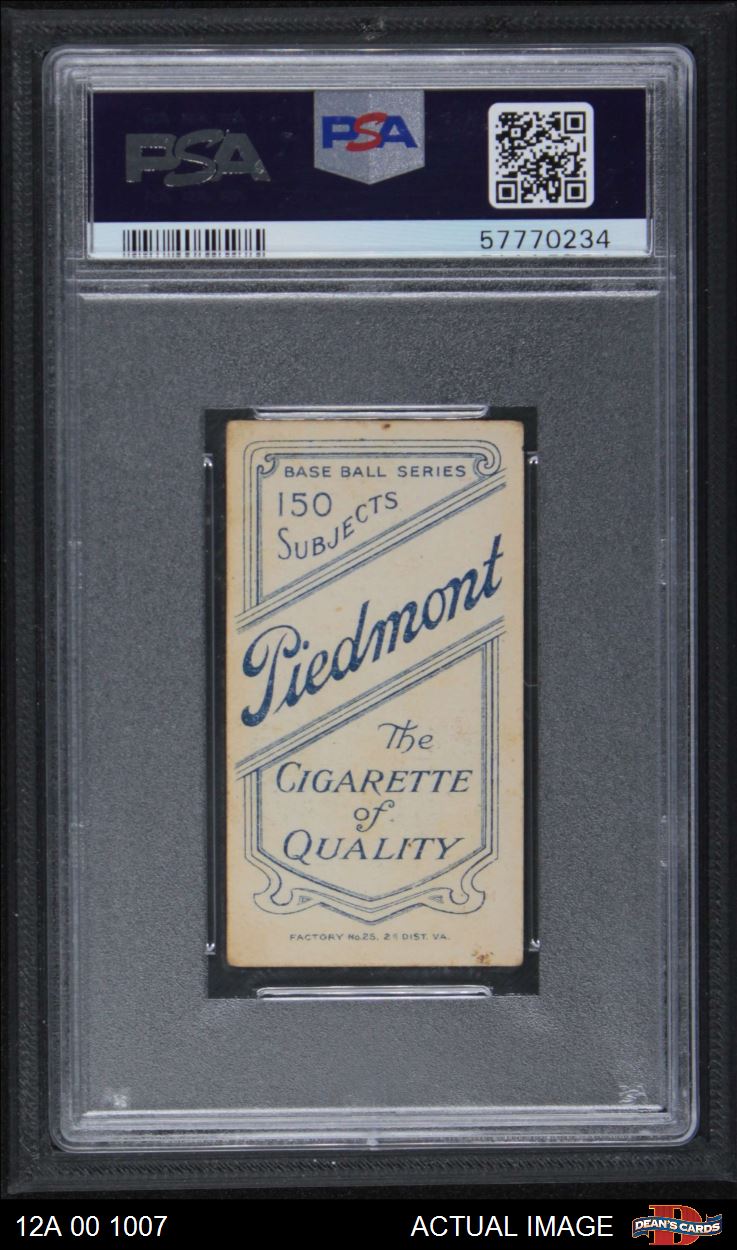 PSA
PSA
57770234
BASE BALL SERIES
150
SUBJECTS
Piedmont
The
CIGARETTE
of
QUALITY
FACTORY No.25, 2D DIST. VA.
12A 00 1007
ACTUAL IMAGE
DEAN'S CARDS